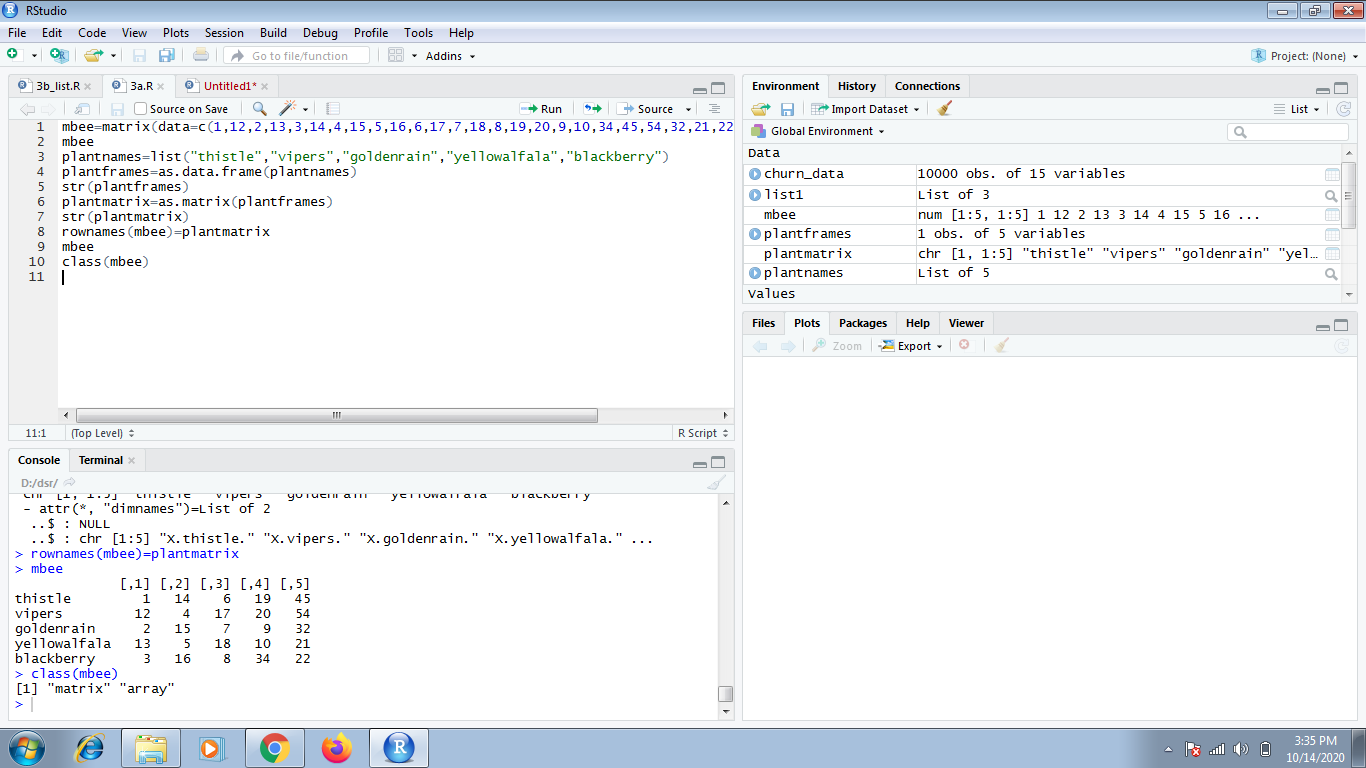 RStudio
File Edit Code View Plots Session Build Debug Profile Tools Help
Go to file/function Addins Project: (None)
3b_list.R 3a.R Untitled1*
Source on Save Run Source
1 mbee=matrix(data=c(1,12,2,13,3,14,4,15,5,16,6,17,7,18,8,19,20,9,10,34,45,54,32,21,22
2 mbee
3 plantnames=list("thistle","vipers","goldenrain","yellowalfala","blackberry")
4 plantframes=as.data.frame(plantnames)
5 str(plantframes)
6 plantmatrix=as.matrix(plantframes)
7 str(plantmatrix)
8 rownames(mbee)=plantmatrix
9 mbee
10 class(mbee)
11
11:1 (Top Level) R Script
Console Terminal
D:/dsr/
chr [1, 1:5] "thistle" "vipers" "goldenrain" "yellowalfala" "blackberry"
- attr(*, "dimnames")=List of 2
..$ : NULL
..$ : chr [1:5] "X.thistle." "X.vipers." "X.goldenrain." "X.yellowalfala." ...
> rownames(mbee)=plantmatrix
> mbee
[,1] [,2] [,3] [,4] [,5]
thistle 1 14 6 19 45
vipers 12 4 17 20 54
goldenrain 2 15 7 9 32
yellowalfala 13 5 18 10 21
blackberry 3 16 8 34 22
> class(mbee)
[1] "matrix" "array"
>
Environment History Connections
Import Dataset List
Global Environment
Data
churn_data 10000 obs. of 15 variables
list1 List of 3
mbee num [1:5, 1:5] 1 12 2 13 3 14 4 15 5 16 ...
plantframes 1 obs. of 5 variables
plantmatrix chr [1, 1:5] "thistle" "vipers" "goldenrain" "yel…
plantnames List of 5
Values
Files Plots Packages Help Viewer
Zoom Export
3:35 PM
10/14/2020